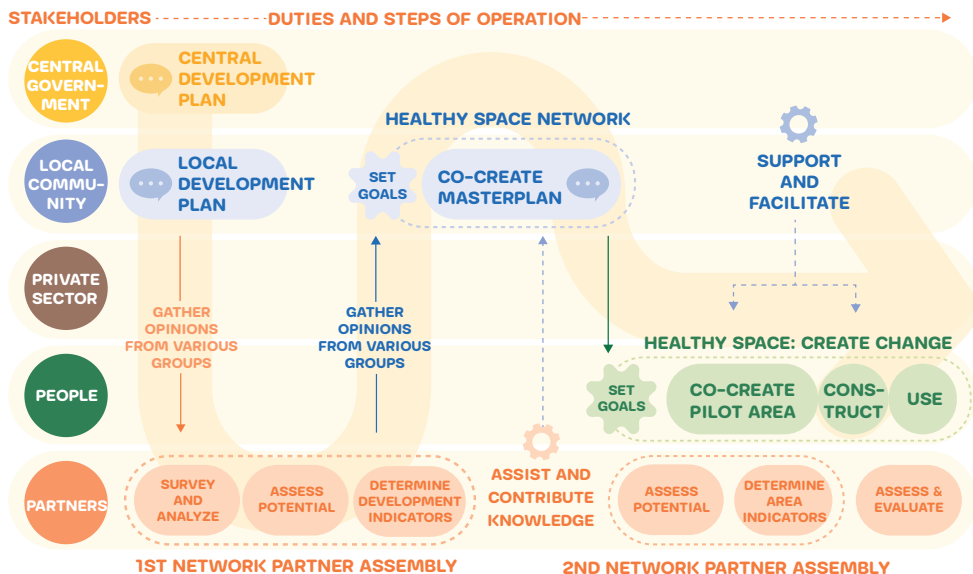 STAKEHOLDERS
DUTIES AND STEPS OF OPERATION
CENTRAL
GOVERN-
MENT
CENTRAL
DEVELOPMENT
PLAN
HEALTHY SPACE NETWORK
LOCAL
COMMU-
NITY
LOCAL
DEVELOPMENT
PLAN
SET
GOALS
CO-CREATE
MASTERPLAN
SUPPORT
AND
FACILITATE
PRIVATE
SECTOR
GATHER
OPINIONS
FROM VARIOUS
GROUPS
GATHER
OPINIONS
FROM VARIOUS
GROUPS
HEALTHY SPACE: CREATE CHANGE
PEOPLE
SET
GOALS
CO-CREATE
PILOT AREA
CONS-
TRUCT
USE
PARTNERS
SURVEY
AND
ANALYZE
ASSESS
POTENTIAL
DETERMINE
DEVELOPMENT
INDICATORS
ASSIST AND
CONTRIBUTE
KNOWLEDGE
ASSESS
POTENTIAL
DETERMINE
AREA
INDICATORS
ASSESS &
EVALUATE
1ST NETWORK PARTNER ASSEMBLY
2ND NETWORK PARTNER ASSEMBLY